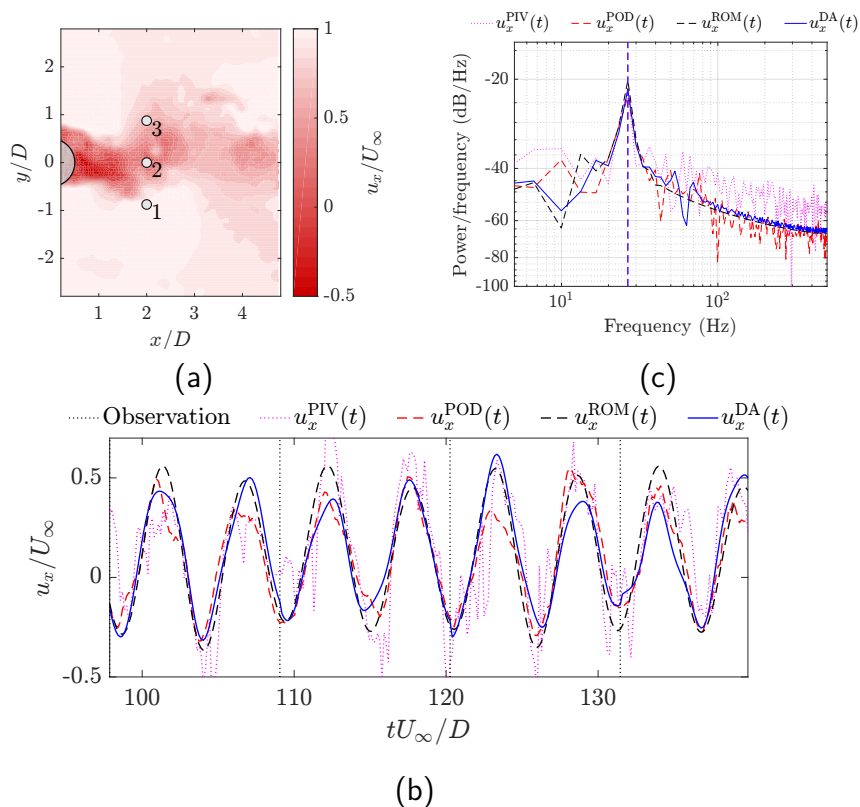 2
1
0
-1
-2
y/D
1
2
3
4
x/D
3
2
1
1
0.5
0
-0.5
u_x/U_∞
(a)
u_x^PIV(t) u_x^POD(t) u_x^ROM(t) u_x^DA(t)
-20
-40
-60
-80
-100
Power/frequency (dB/Hz)
10^1 10^2
Frequency (Hz)
(c)
Observation u_x^PIV(t) u_x^POD(t) u_x^ROM(t) u_x^DA(t)
0.5
0
-0.5
u_x/U_∞
100 110 120 130
tU_∞/D
(b)